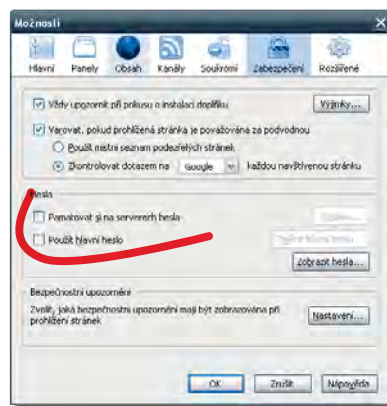 Možnosti
Hlavní Panely Obsah Kanály Soukromí Zabezpečení Rozšířené
Vždy upozornit při pokusu o instalaci doplňku Výjimky...
Varovat, pokud prohlížená stránka je považována za podvodnou
Použít místní seznam podezřelých stránek
Zkontrolovat dotazem na Google každou navštívenou stránku
Hesla
Pamatovat si na serverech hesla
Použít hlavní heslo
Zobrazit hesla...
Bezpečnostní upozornění
Zvolit, jaká bezpečnostní upozornění mají být zobrazována při
prohlížení stránek
Nastavení...
OK Zrušit Nápověda